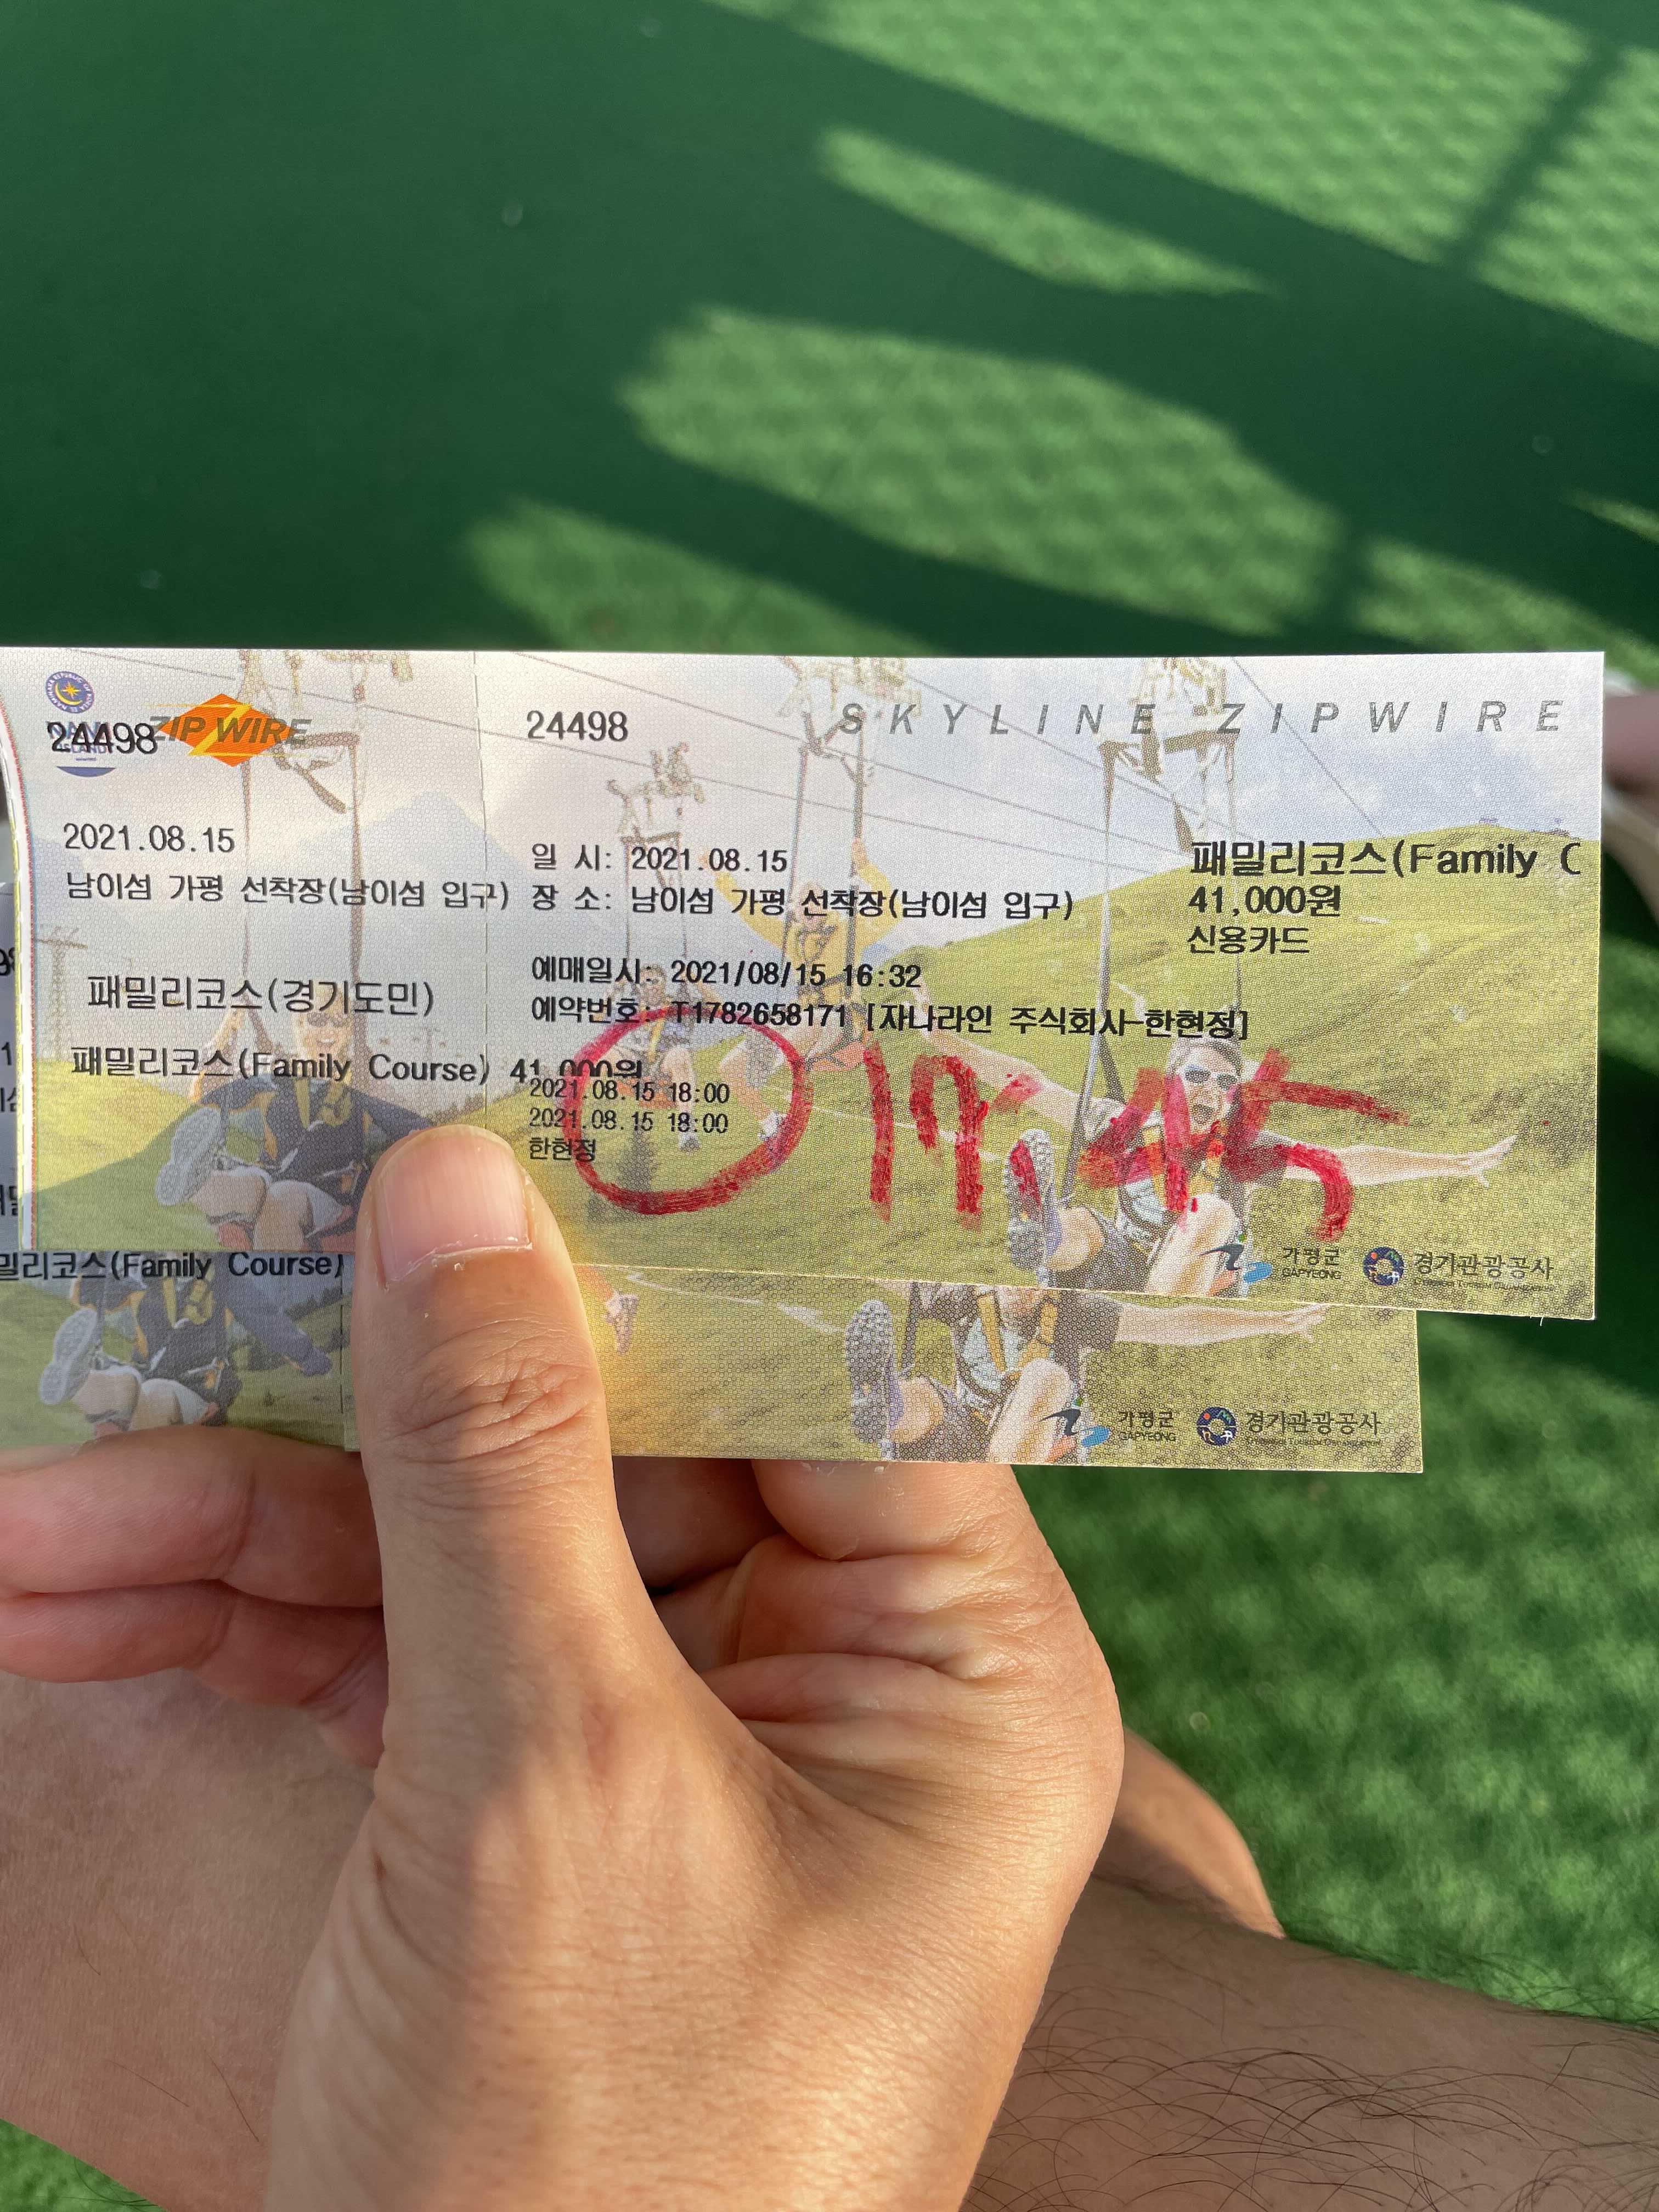 24498
ZIP WIRE
2021.08.15
남이섬 가평 선착장(남이섬 입구)
패밀리코스(경기도민)
패밀리코스(Family Course) 41,000원
24498
SKYLINE ZIPWIRE
일 시: 2021.08.15
장 소: 남이섬 가평 선착장(남이섬 입구)
패밀리코스(Family C
41,000원
신용카드
예매일시: 2021/08/15 16:32
예약번호: T1782658171 [자나라인 주식회사-한현정]
2021.08.15 18:00
2021.08.15 18:00
한현정
17:45
가평군
GAPYEONG
경기관광공사
밀리코스(Family Course)
가평군
GAPYEONG
경기관광공사